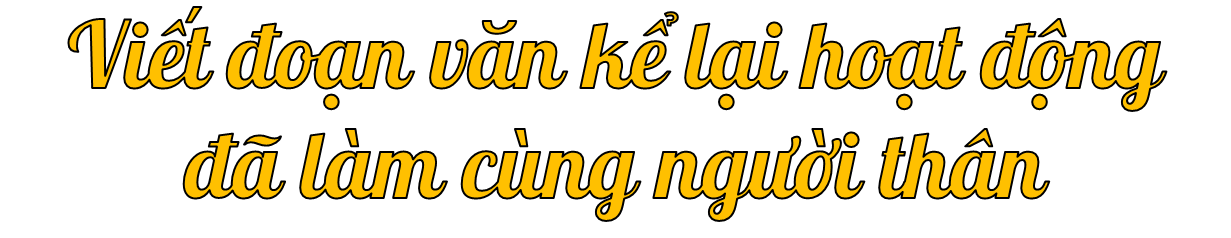 Viết đoạn văn kể lại hoạt động
đã làm cùng người thân